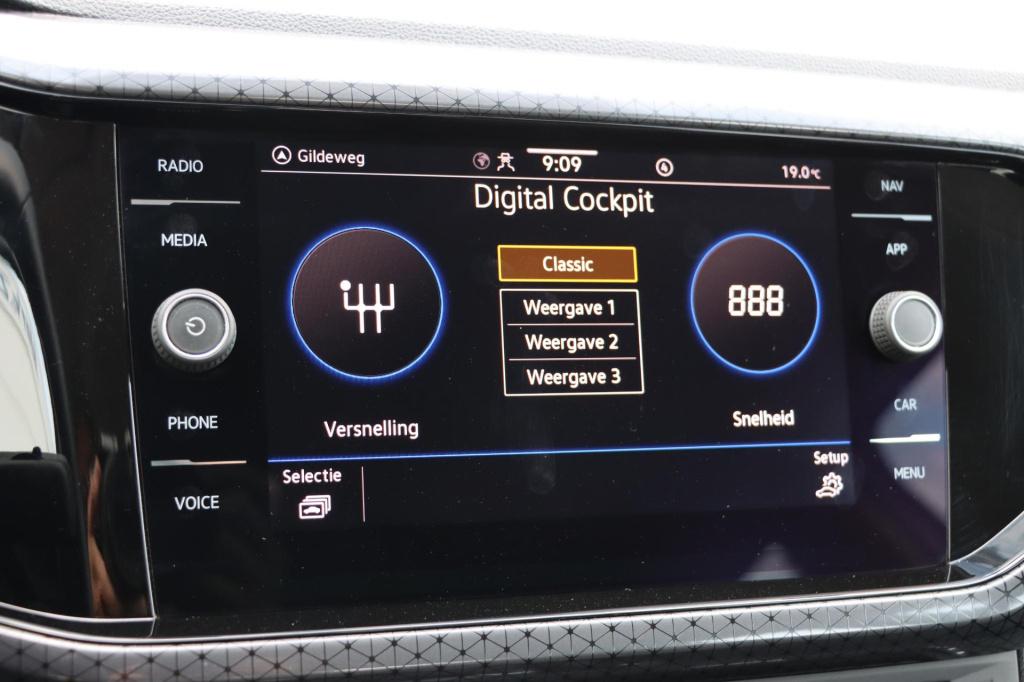 RADIO
MEDIA
PHONE
VOICE
Gildeweg
9:09
19.0°C
Digital Cockpit
Classic
Weergave 1
Weergave 2
Weergave 3
888
Versnelling
Snelheid
Selectie
Setup
NAV
APP
CAR
MENU